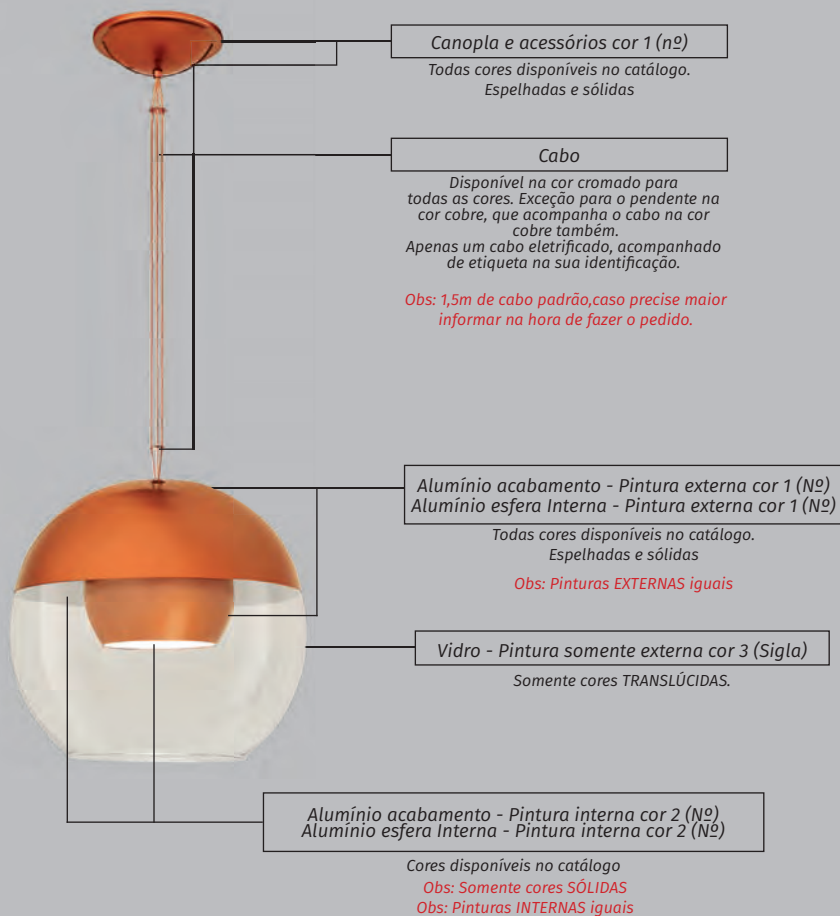 Canopla e acessórios cor 1 (nº)
Todas cores disponíveis no catálogo.
Espelhadas e sólidas
Cabo
Disponível na cor cromado para
todas as cores. Exceção para o pendente na
cor cobre, que acompanha o cabo na cor
cobre também.
Apenas um cabo eletrificado, acompanhado
de etiqueta na sua identificação.
Obs: 1,5m de cabo padrão,caso precise maior
informar na hora de fazer o pedido.
Alumínio acabamento - Pintura externa cor 1 (Nº)
Alumínio esfera Interna - Pintura externa cor 1 (Nº)
Todas cores disponíveis no catálogo.
Espelhadas e sólidas
Obs: Pinturas EXTERNAS iguais
Vidro - Pintura somente externa cor 3 (Sigla)
Somente cores TRANSLÚCIDAS.
Alumínio acabamento - Pintura interna cor 2 (Nº)
Alumínio esfera Interna - Pintura interna cor 2 (Nº)
Cores disponíveis no catálogo
Obs: Somente cores SÓLIDAS
Obs: Pinturas INTERNAS iguais